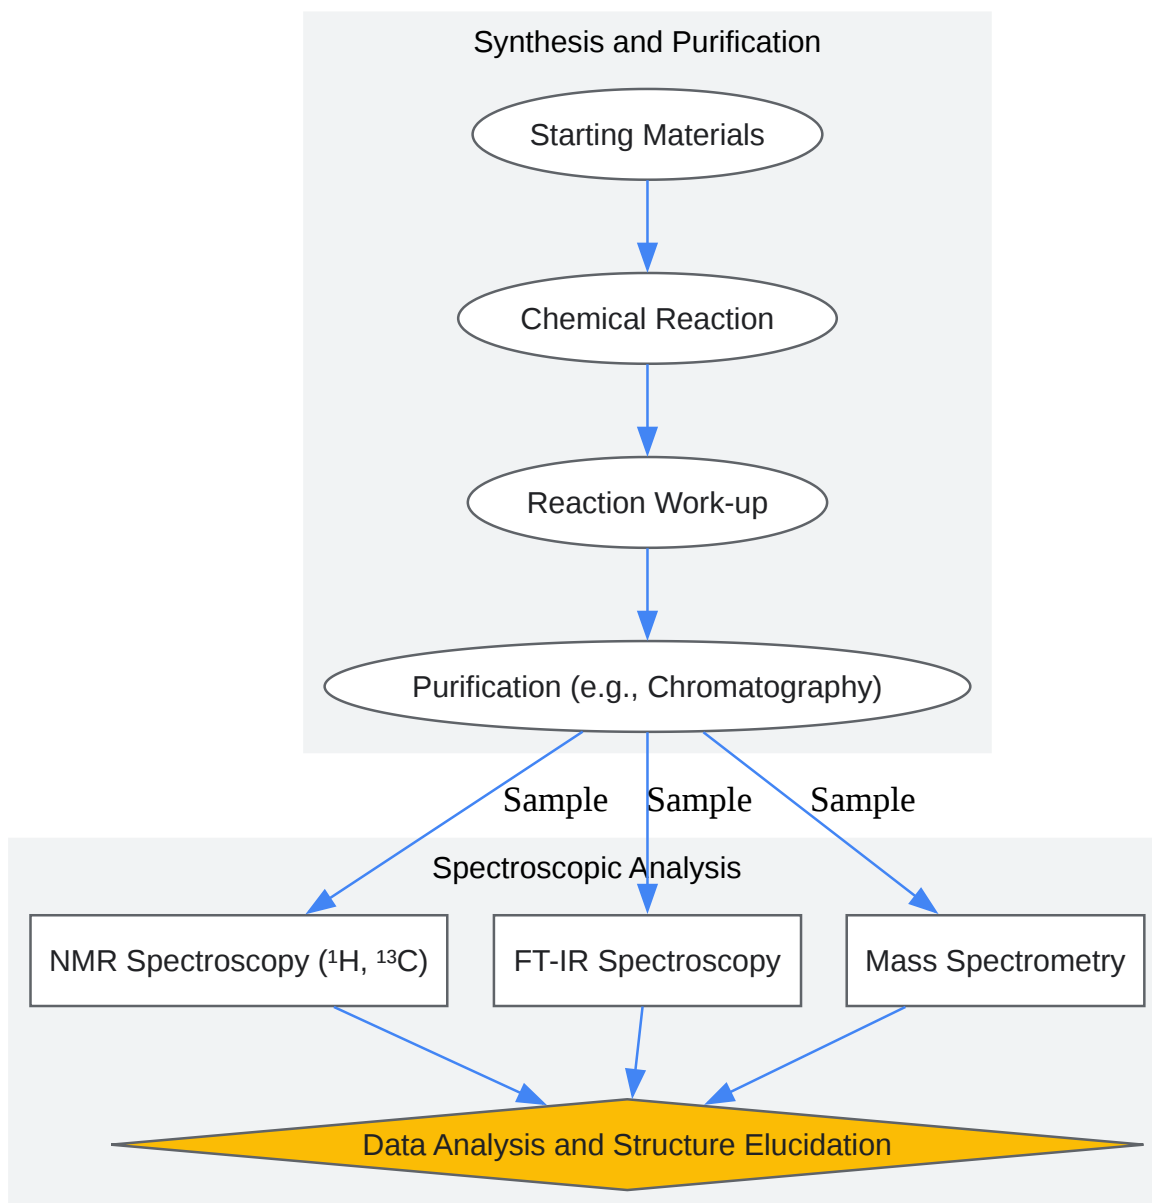 Synthesis and Purification
Starting Materials
Chemical Reaction
Reaction Work-up
Purification (e.g., Chromatography)
Sample Sample Sample
Spectroscopic Analysis
NMR Spectroscopy (¹H, ¹³C) FT-IR Spectroscopy Mass Spectrometry
Data Analysis and Structure Elucidation